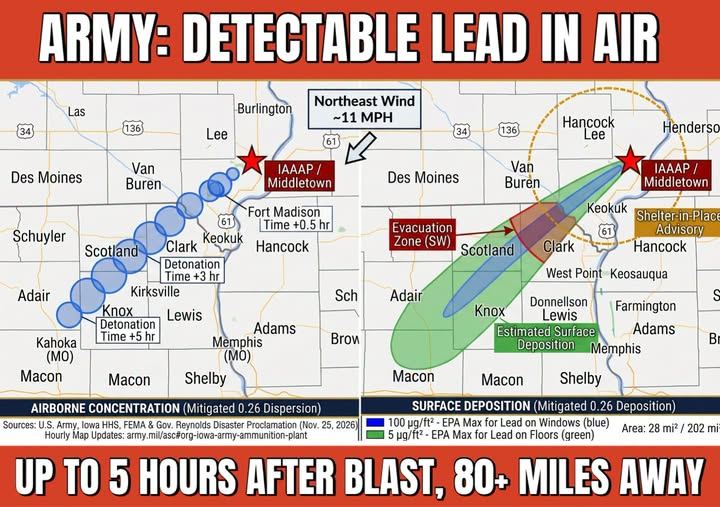 ARMY: DETECTABLE LEAD IN AIR
Las
Burlington
Northeast Wind
~11 MPH
34
136
Lee
61
IAAAP /
Middletown
Des Moines
Van
Buren
Fort Madison
Time +0.5 hr
61
Keokuk
Schuyler
Scotland
Clark
Hancock
Detonation
Time +3 hr
Adair
Kirksville
Sch
Knox
Lewis
Detonation
Time +5 hr
Adams
Kahoka
(MO)
Memphis
(MO)
Brow
Macon
Macon
Shelby
AIRBORNE CONCENTRATION (Mitigated 0.26 Dispersion)
Sources: U.S. Army, Iowa HHS, FEMA & Gov. Reynolds Disaster Proclamation (Nov. 25, 2026)
Hourly Map Updates: army.mil/asc#org-iowa-army-ammunition-plant
34
136
Hancock
Lee
Henderso
IAAAP /
Middletown
Des Moines
Van
Buren
Keokuk
Shelter-in-Place
Advisory
61
Evacuation
Zone (SW)
Scotland
Clark
Hancock
West Point
Keosauqua
Adair
Knox
Donnellson
Lewis
Farmington
Estimated Surface
Deposition
Adams
Memphis
Br
Macon
Macon
Shelby
SURFACE DEPOSITION (Mitigated 0.26 Deposition)
100 µg/ft² - EPA Max for Lead on Windows (blue)
5 µg/ft² - EPA Max for Lead on Floors (green)
Area: 28 mi² / 202 mi²
UP TO 5 HOURS AFTER BLAST, 80+ MILES AWAY